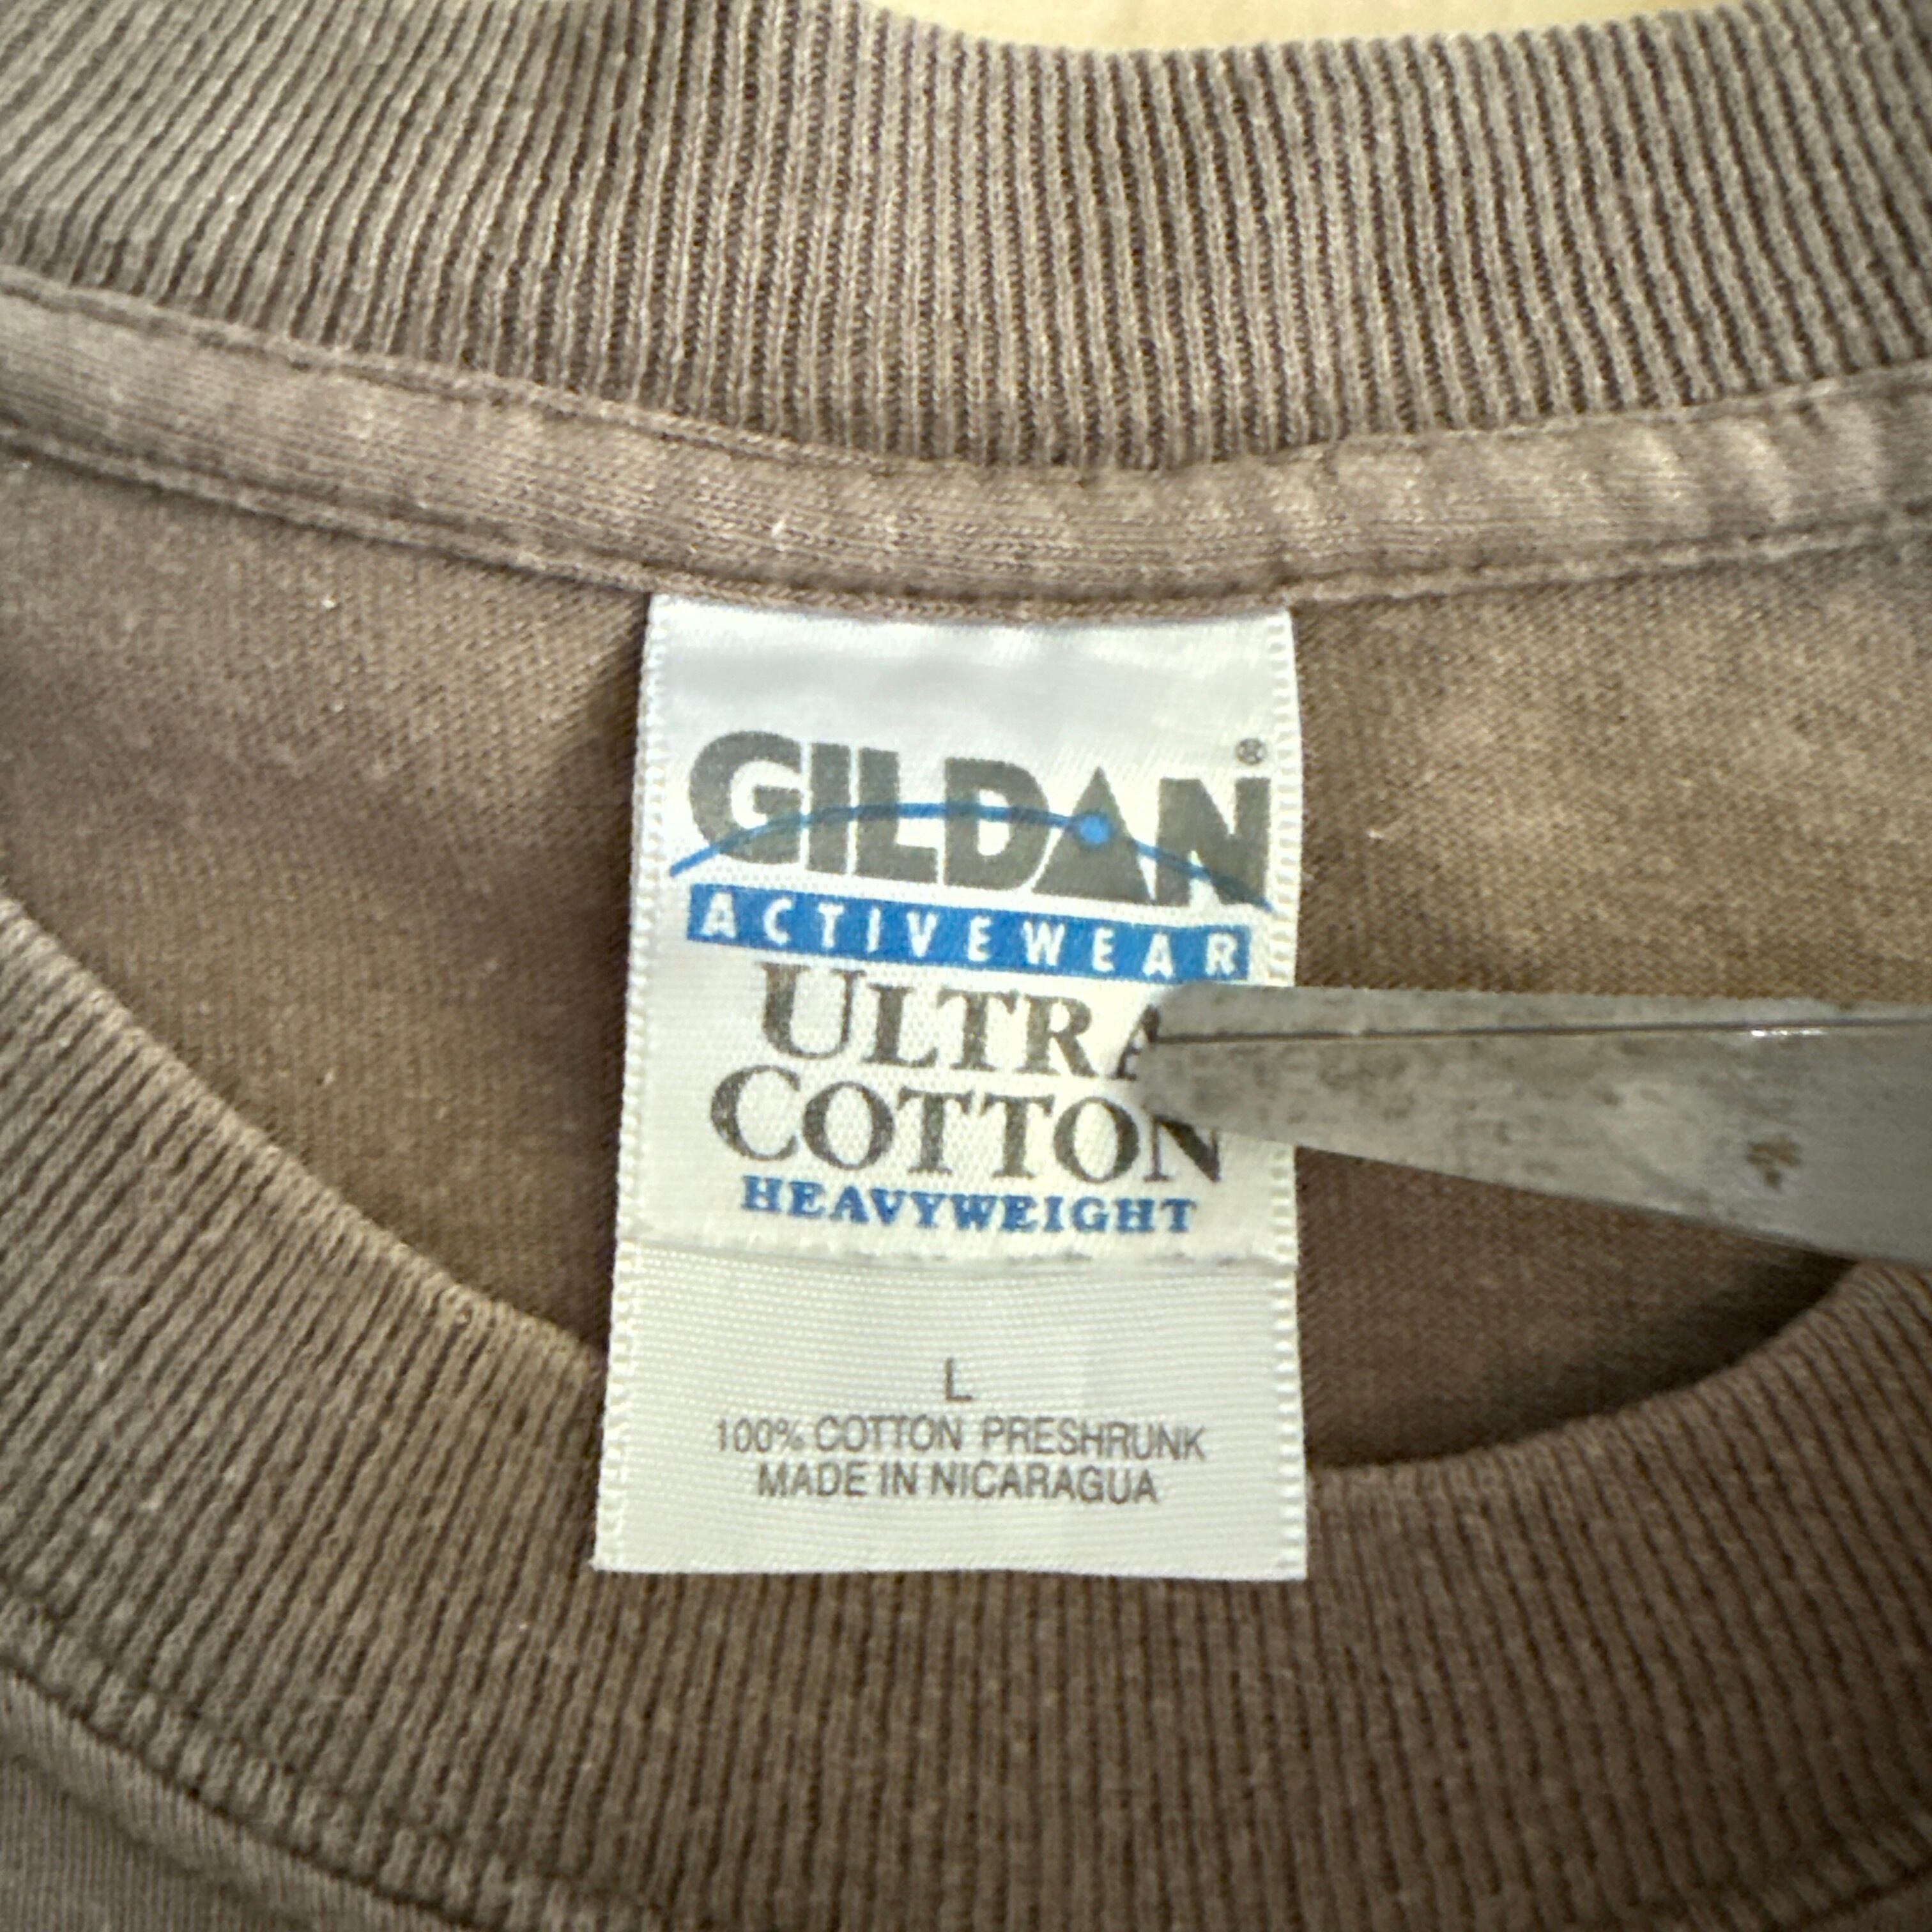 GILDAN®
ACTIVEWEAR
ULTRA
COTTON
HEAVYWEIGHT
L
100% COTTON PRESHRUNK
MADE IN NICARAGUA